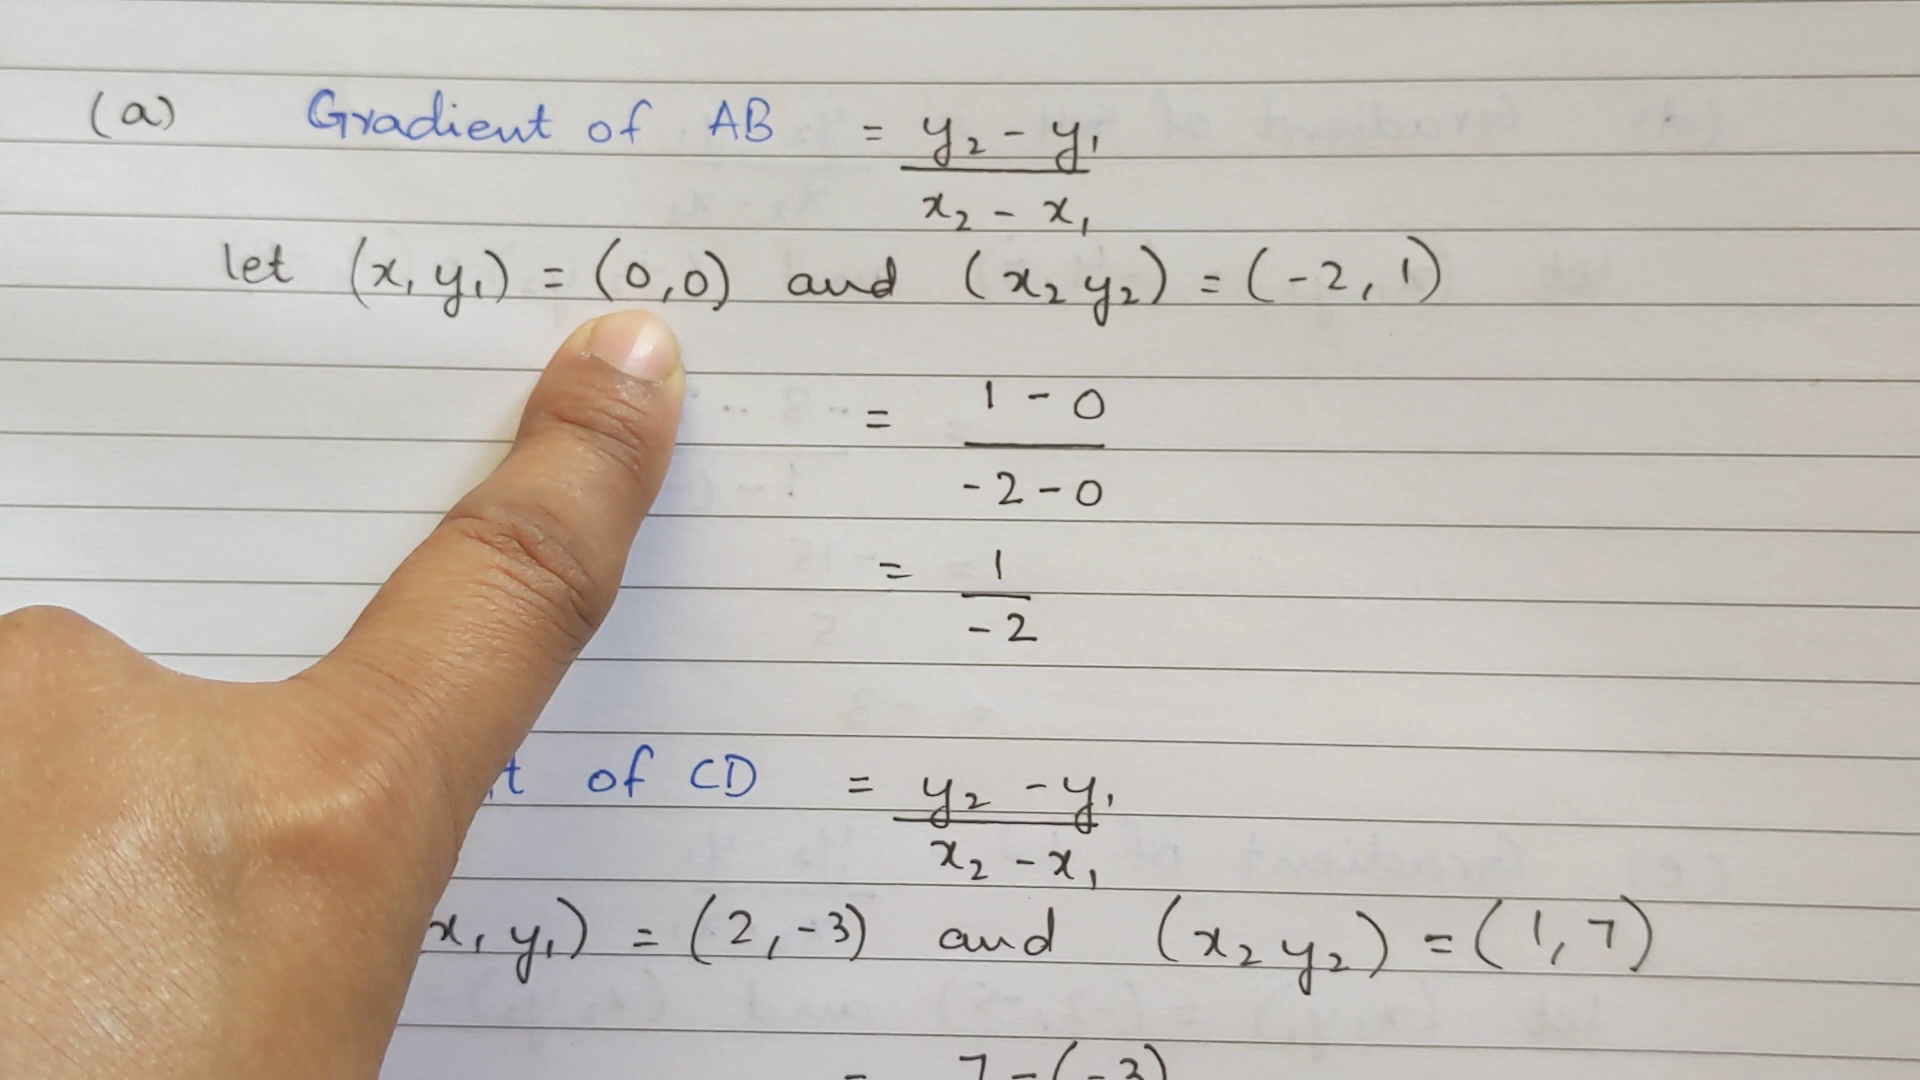 (a) Gradient of AB = y₂ - y₁
x₂ - x₁
let (x₁ y₁) = (0,0) and (x₂ y₂) = (-2, 1)
= 1 - 0
-2 - 0
= 1
-2
of CD = y₂ - y₁
x₂ - x₁
x₁ y₁) = (2, -3) and (x₂ y₂) = (1, 7)
= 7 - (-3)